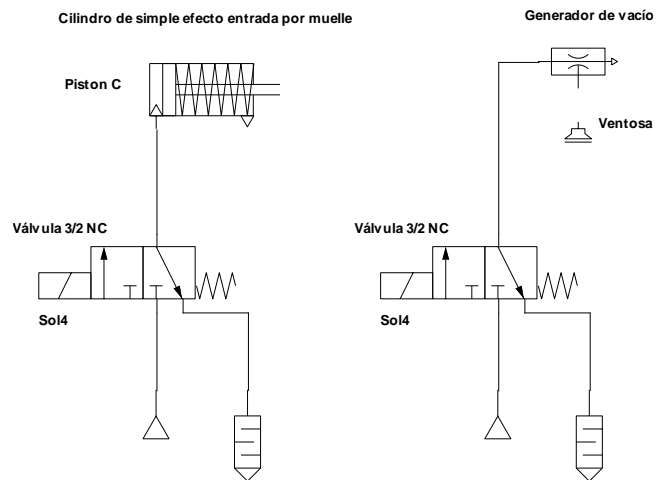 Cilindro de simple efecto entrada por muelle
Generador de vacío
Piston C
Ventosa
Válvula 3/2 NC
Válvula 3/2 NC
Sol4
Sol4